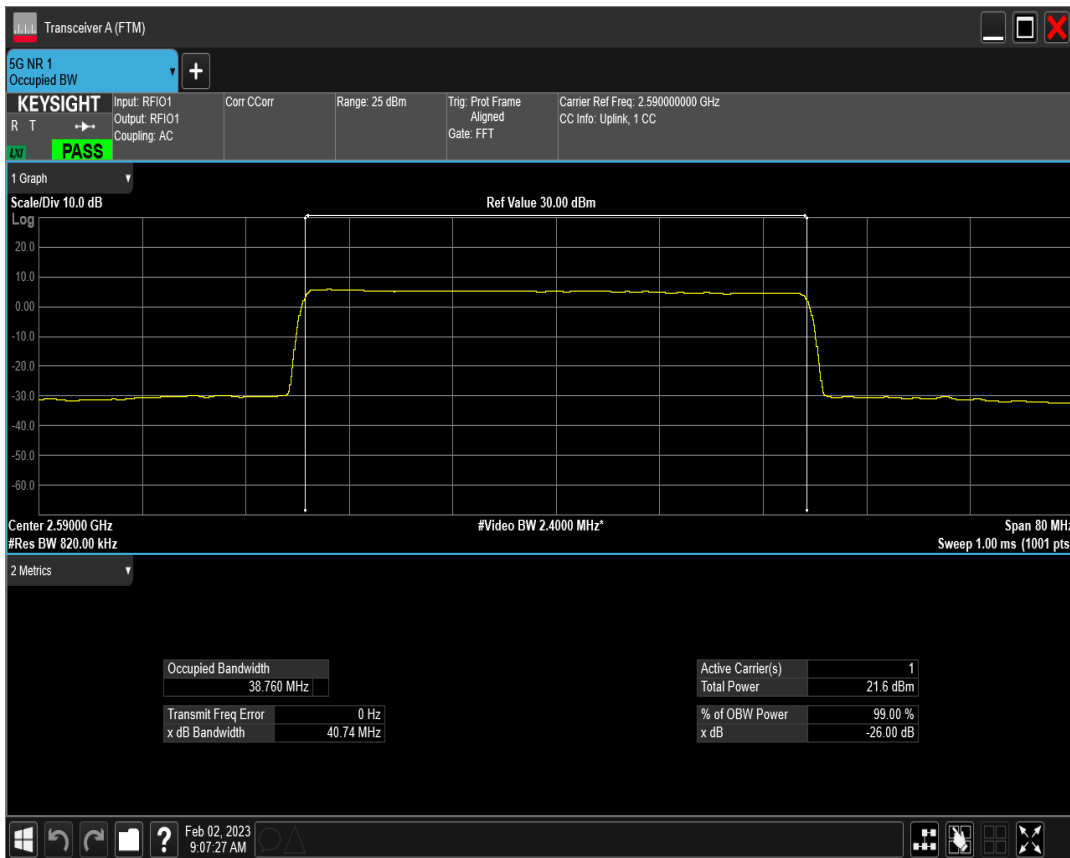 Transceiver A (FTM)
5G NR 1
Occupied BW
+
KEYSIGHT
R T
LXI
PASS
Input: RFIO1
Output: RFIO1
Coupling: AC
Corr CCorr
Range: 25 dBm
Trig: Prot Frame
Aligned
Gate: FFT
Carrier Ref Freq: 2.590000000 GHz
CC Info: Uplink, 1 CC
1 Graph
Scale/Div 10.0 dB
Ref Value 30.00 dBm
Log
20.0
10.0
0.00
-10.0
-20.0
-30.0
-40.0
-50.0
-60.0
Center 2.59000 GHz
#Video BW 2.4000 MHz*
Span 80 MHz
#Res BW 820.00 kHz
Sweep 1.00 ms (1001 pts
2 Metrics
Occupied Bandwidth
38.760 MHz
Transmit Freq Error 0 Hz
x dB Bandwidth 40.74 MHz
Active Carrier(s) 1
Total Power 21.6 dBm
% of OBW Power 99.00 %
x dB -26.00 dB
?
Feb 02, 2023
9:07:27 AM